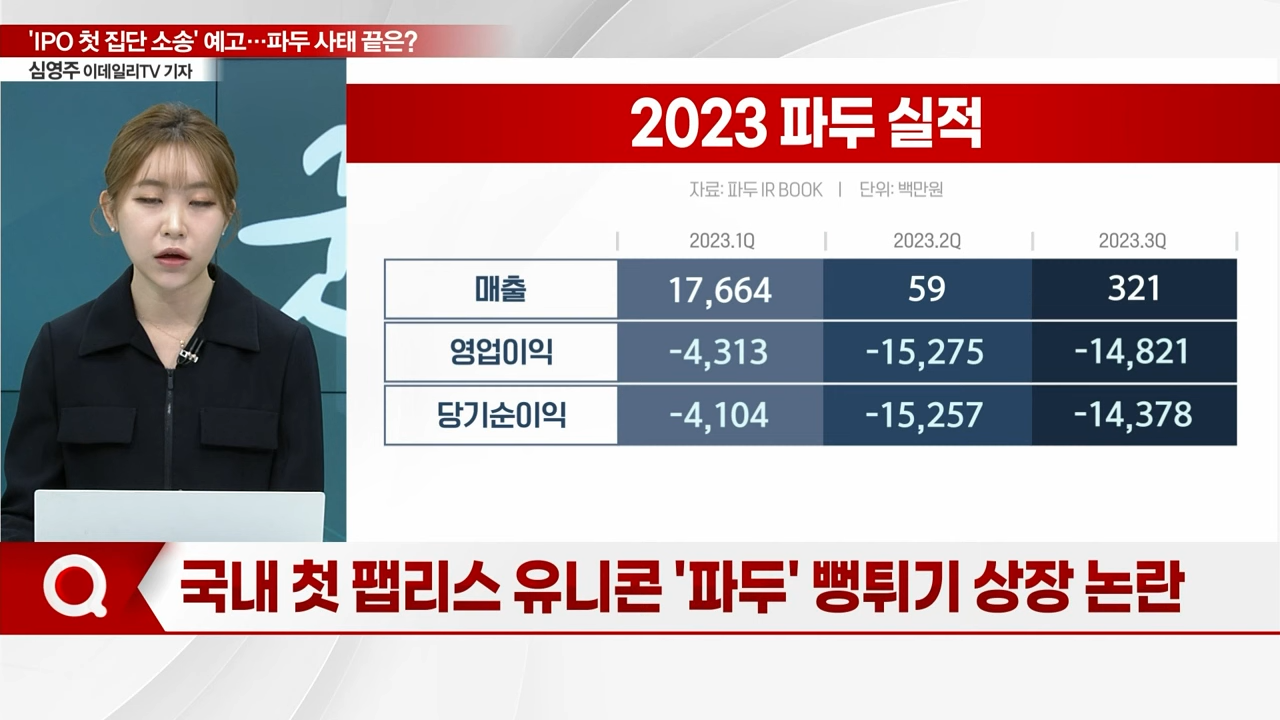 'IPO 첫 집단 소송' 예고…파두 사태 끝은?
심영주 이데일리TV 기자
2023 파두 실적
자료: 파두 IR BOOK | 단위: 백만원
2023.1Q 2023.2Q 2023.3Q
매출 17,664 59 321
영업이익 -4,313 -15,275 -14,821
당기순이익 -4,104 -15,257 -14,378
Q 국내 첫 팹리스 유니콘 '파두' 뻥튀기 상장 논란